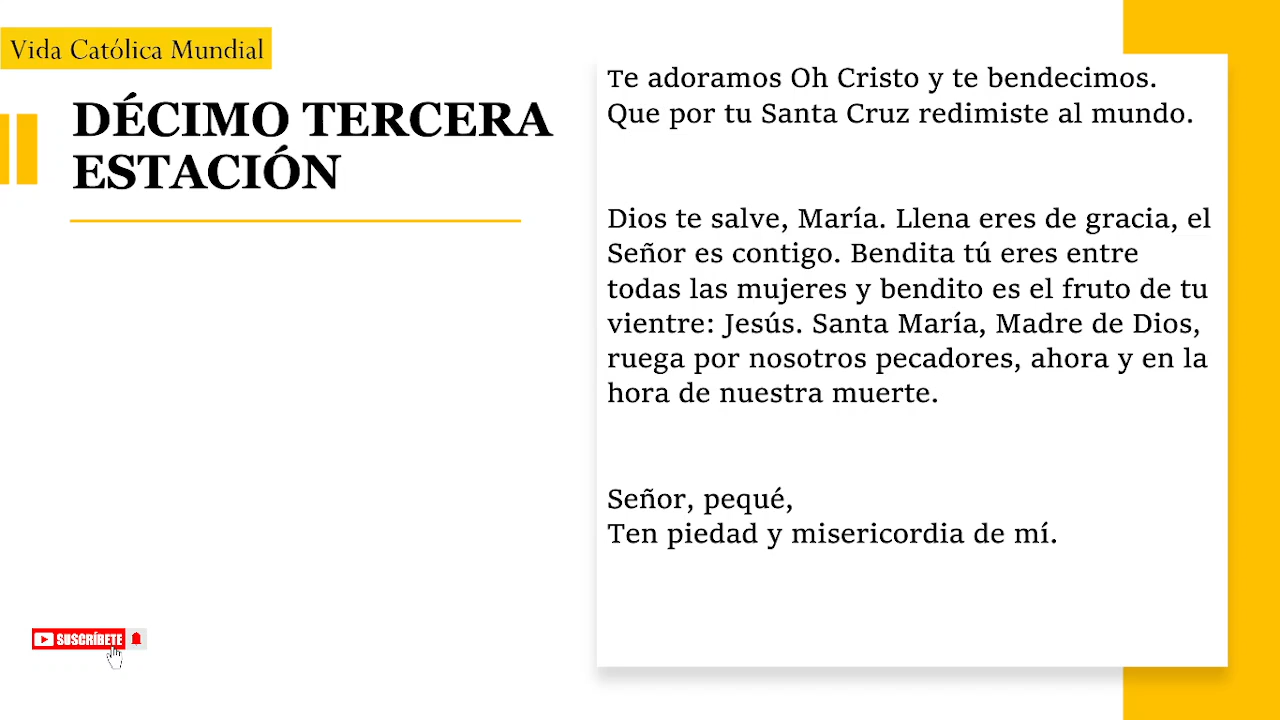 Vida Católica Mundial
DÉCIMO TERCERA
ESTACIÓN
Te adoramos Oh Cristo y te bendecimos.
Que por tu Santa Cruz redimiste al mundo.
Dios te salve, María. Llena eres de gracia, el
Señor es contigo. Bendita tú eres entre
todas las mujeres y bendito es el fruto de tu
vientre: Jesús. Santa María, Madre de Dios,
ruega por nosotros pecadores, ahora y en la
hora de nuestra muerte.
Señor, pequé,
Ten piedad y misericordia de mí.
SUSCRÍBETE